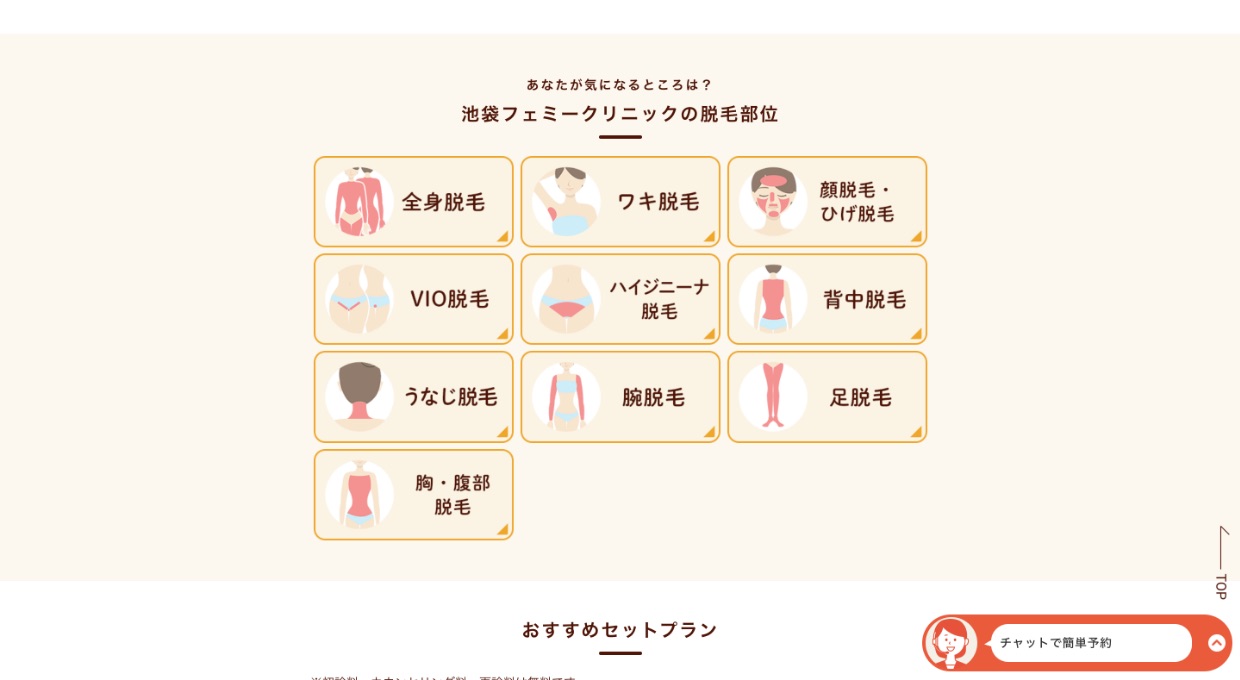 あなたが気になるところは？
池袋フェミークリニックの脱毛部位
全身脱毛
ワキ脱毛
顔脱毛・
ひげ脱毛
VIO脱毛
ハイジニーナ
脱毛
背中脱毛
うなじ脱毛
腕脱毛
足脱毛
胸・腹部
脱毛
TOP
おすすめセットプラン
チャットで簡単予約